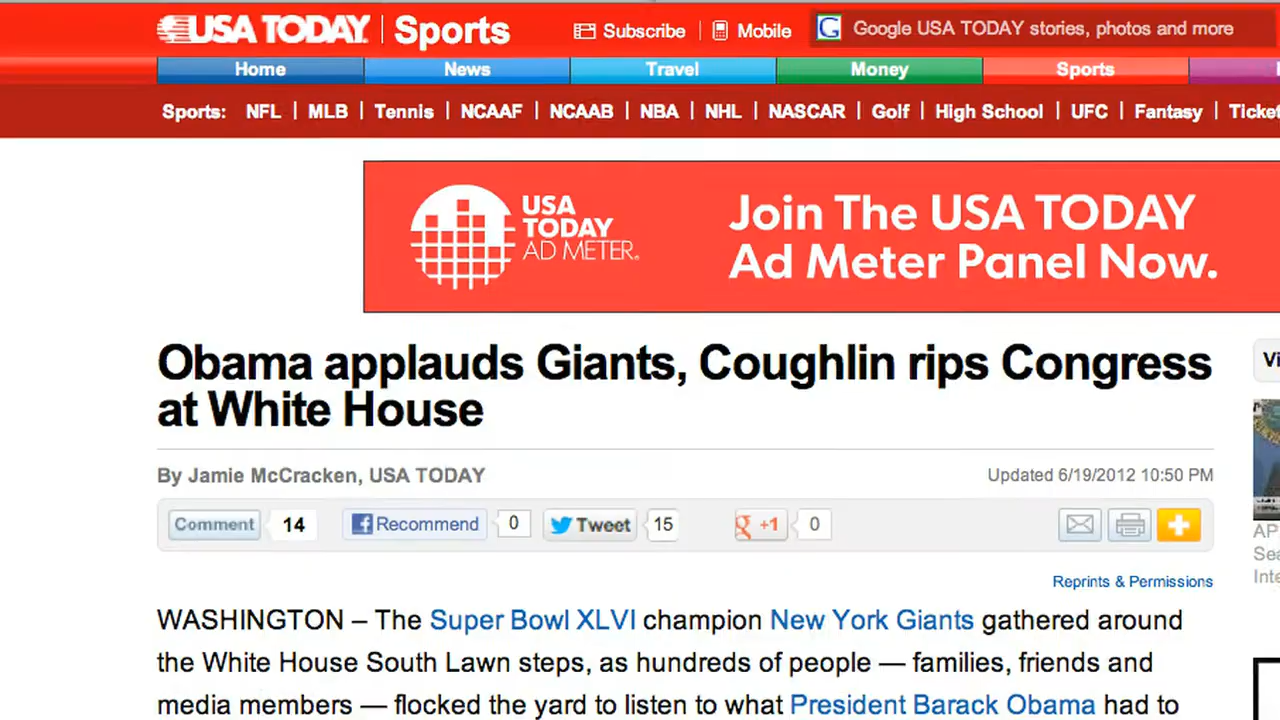 USA TODAY Sports Subscribe Mobile Google USA TODAY stories, photos and more
Home News Travel Money Sports
Sports: NFL | MLB | Tennis | NCAAF | NCAAB | NBA | NHL | NASCAR | Golf | High School | UFC | Fantasy |
USA
TODAY
AD METER.
Join The USA TODAY
Ad Meter Panel Now.
Obama applauds Giants, Coughlin rips Congress
at White House
By Jamie McCracken, USA TODAY Updated 6/19/2012 10:50 PM
Comment 14 Recommend 0 Tweet 15 +1 0
Reprints & Permissions
WASHINGTON – The Super Bowl XLVI champion New York Giants gathered around
the White House South Lawn steps, as hundreds of people — families, friends and
media members — flocked the yard to listen to what President Barack Obama had to